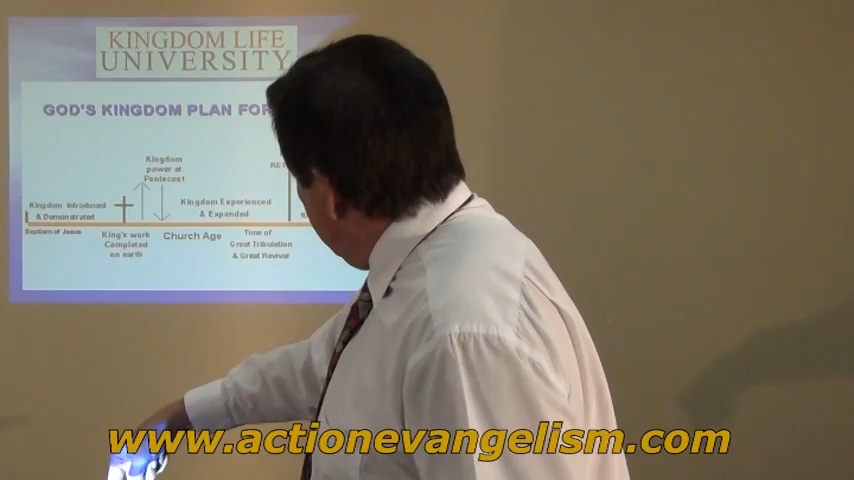 KINGDOM LIFE
UNIVERSITY
GOD'S KINGDOM PLAN FOR
Kingdom
power at
Pentecost
Kingdom Introduced
& Demonstrated
Kingdom Experienced
& Expanded
Baptism of Jesus
King's work
Completed
on earth
Church Age
Time of
Great Tribulation
& Great Revival
www.actionevangelism.com